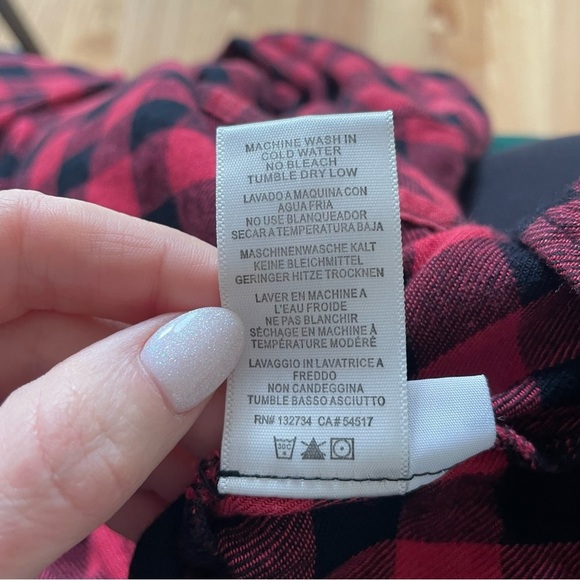 MACHINE WASH IN
COLD WATER
NO BLEACH
TUMBLE DRY LOW
LAVADO A MAQUINA CON
AGUA FRIA
NO USE BLANQUEADOR
SECAR A TEMPERATURA BAJA
MASCHINENWASCHE KALT
KEINE BLEICHMITTEL
GERINGER HITZE TROCKNEN
LAVER EN MACHINE A
L'EAU FROIDE
NE PAS BLANCHIR
SÉCHAGE EN MACHINE À
TEMPÉRATURE MODÉRÉ
LAVAGGIO IN LAVATRICE A
FREDDO
NON CANDEGGINA
TUMBLE BASSO ASCIUTTO
RN# 132734 CA# 54517
30C